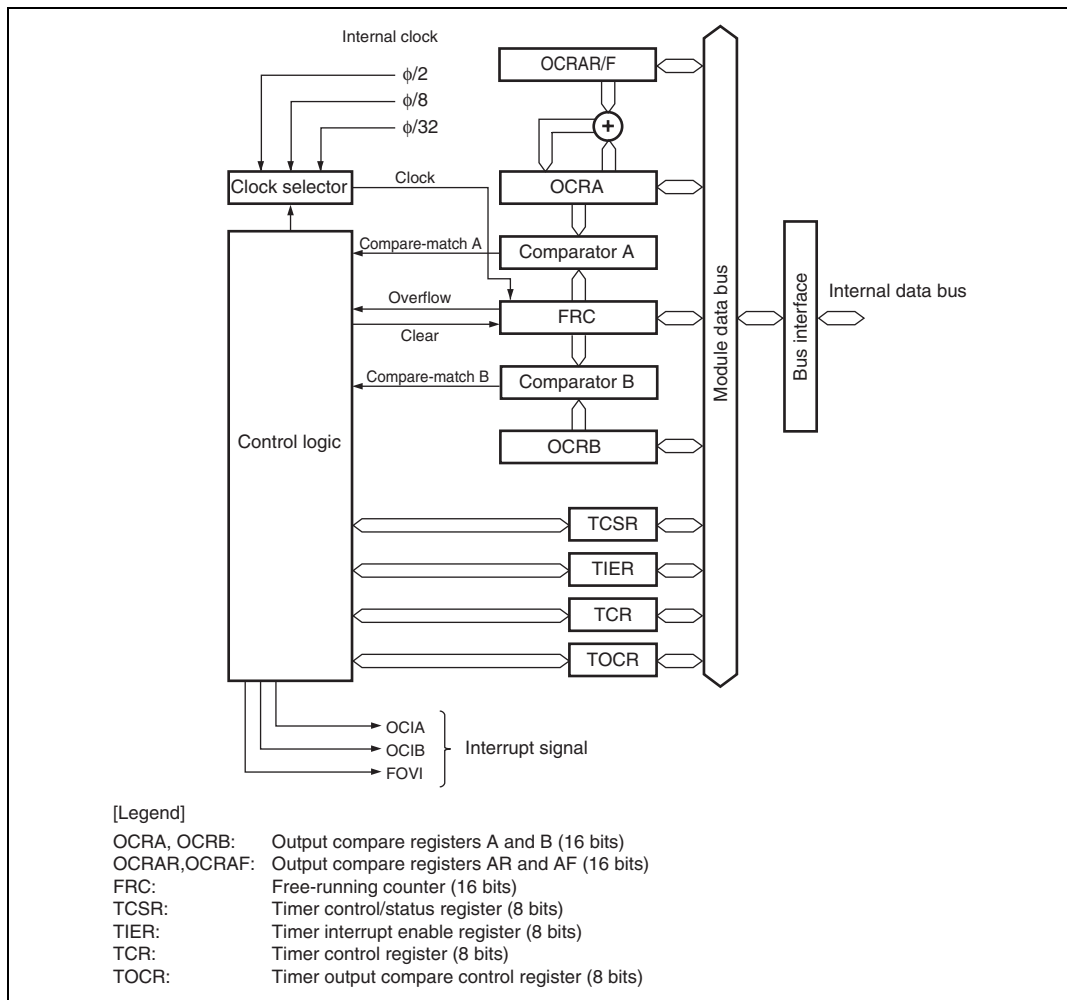 Internal clock
ϕ/2
ϕ/8
ϕ/32
OCRAR/F
+
Clock selector
Clock
OCRA
Compare-match A
Comparator A
Overflow
FRC
Clear
Compare-match B
Comparator B
OCRB
Control logic
Module data bus
Bus interface
Internal data bus
TCSR
TIER
TCR
TOCR
OCIA
OCIB
FOVI
Interrupt signal
[Legend]
OCRA, OCRB: Output compare registers A and B (16 bits)
OCRAR,OCRAF: Output compare registers AR and AF (16 bits)
FRC: Free-running counter (16 bits)
TCSR: Timer control/status register (8 bits)
TIER: Timer interrupt enable register (8 bits)
TCR: Timer control register (8 bits)
TOCR: Timer output compare control register (8 bits)